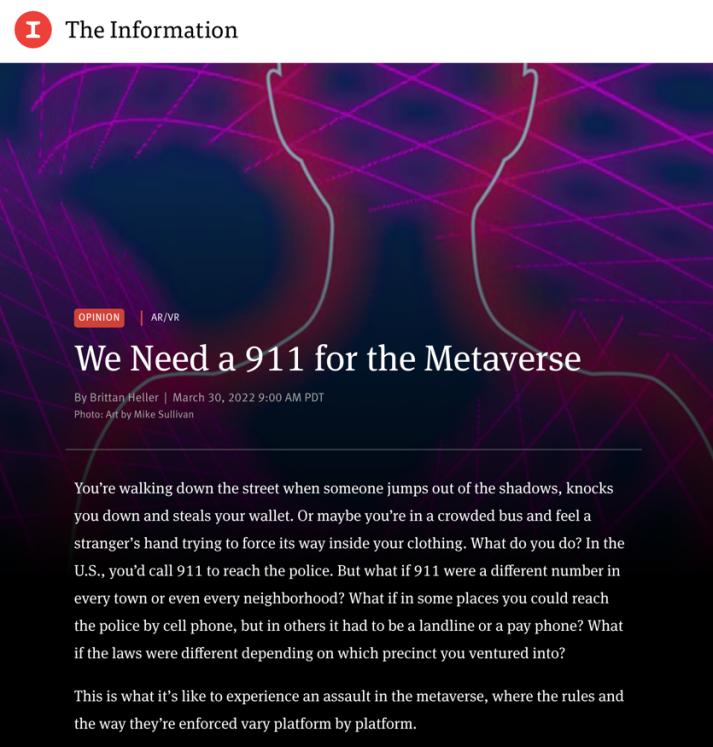 I The Information
OPINION | AR/VR
We Need a 911 for the Metaverse
By Brittan Heller | March 30, 2022 9:00 AM PDT
Photo: Art by Mike Sullivan
You’re walking down the street when someone jumps out of the shadows, knocks
you down and steals your wallet. Or maybe you’re in a crowded bus and feel a
stranger’s hand trying to force its way inside your clothing. What do you do? In the
U.S., you’d call 911 to reach the police. But what if 911 were a different number in
every town or even every neighborhood? What if in some places you could reach
the police by cell phone, but in others it had to be a landline or a pay phone? What
if the laws were different depending on which precinct you ventured into?
This is what it’s like to experience an assault in the metaverse, where the rules and
the way they’re enforced vary platform by platform.